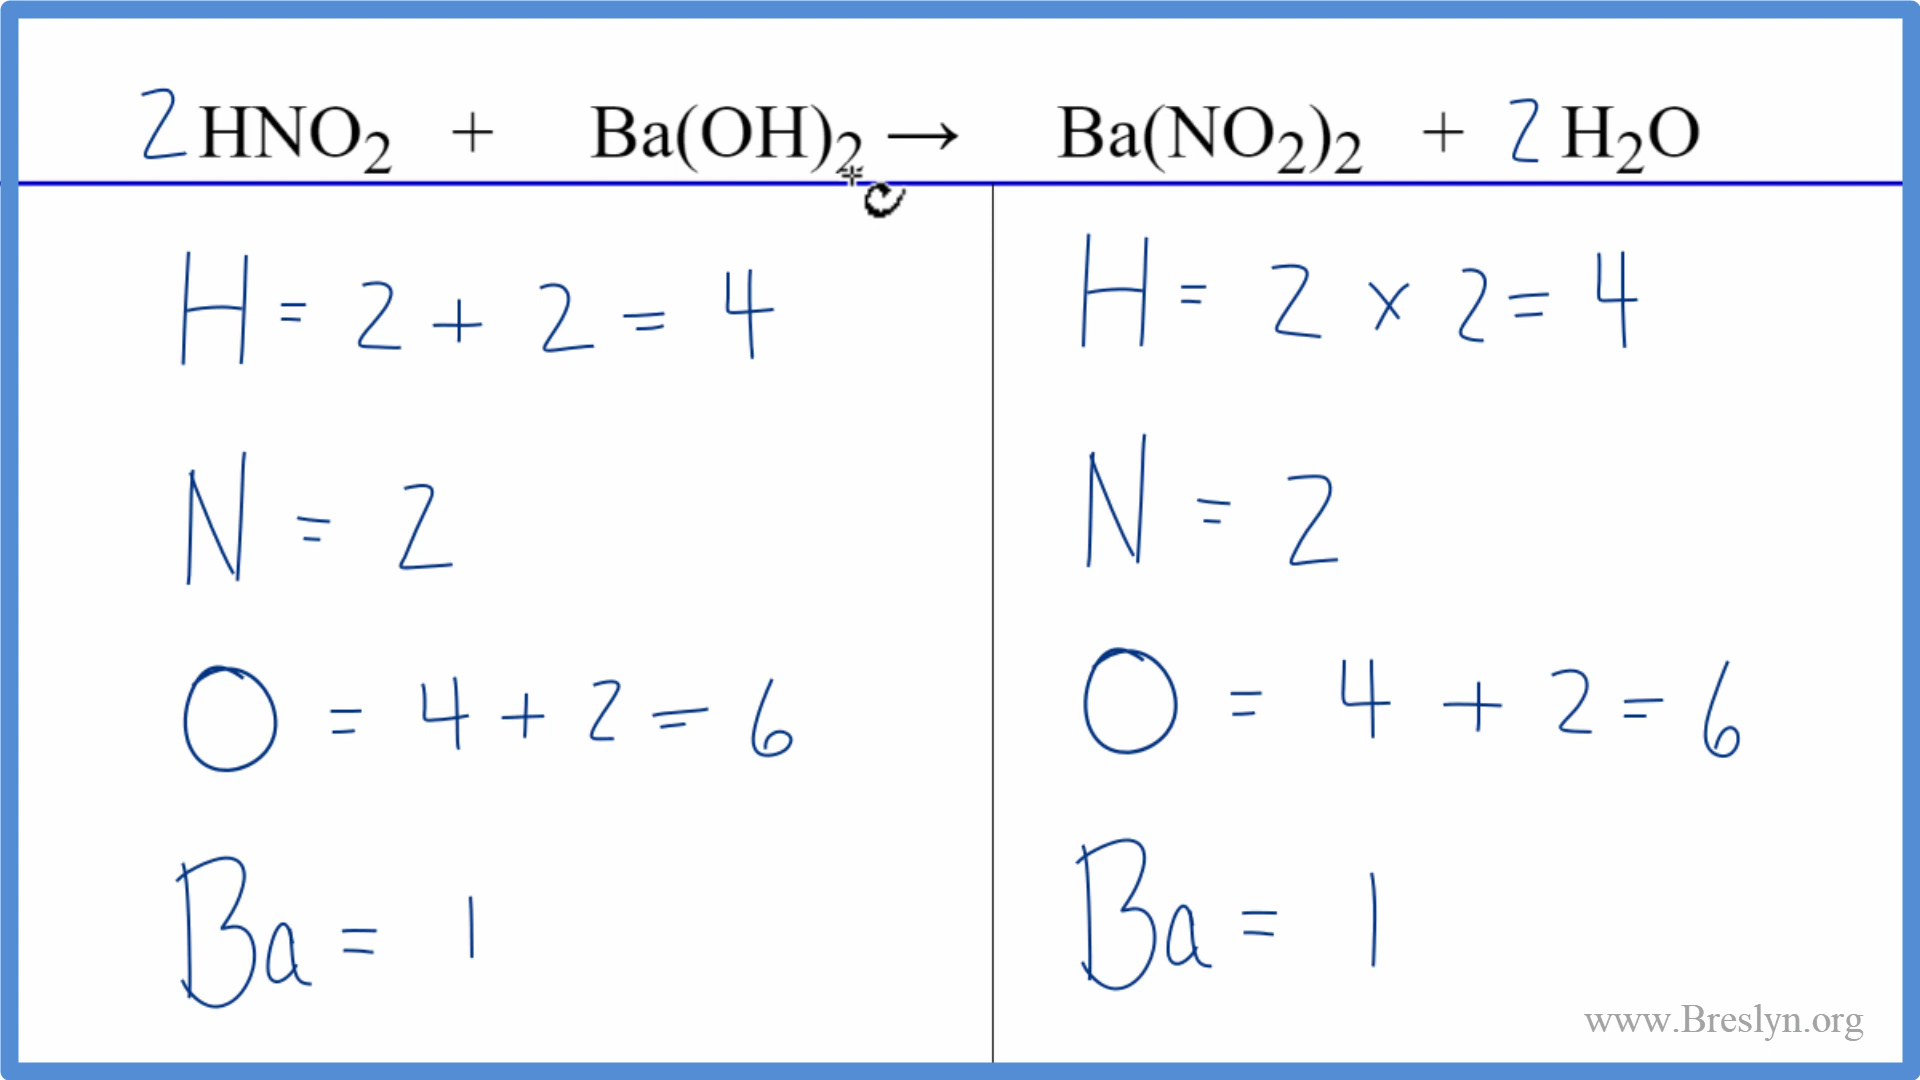 2 HNO₂ + Ba(OH)₂ → Ba(NO₂)₂ + 2 H₂O
H = 2 + 2 = 4
N = 2
O = 4 + 2 = 6
Ba = 1
H = 2 x 2 = 4
N = 2
O = 4 + 2 = 6
Ba = 1
www.Breslyn.org